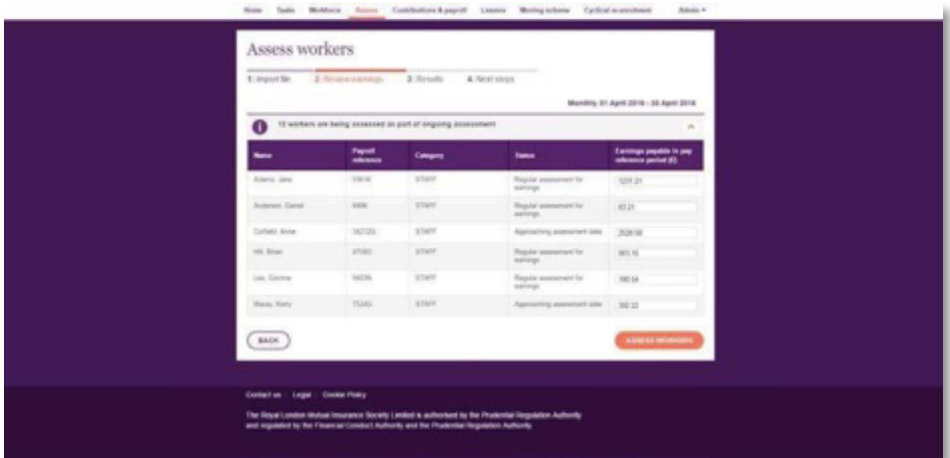 Home Tasks Workforce Assess Contributions & payroll Leavers Moving scheme Cyclical re-enrolment Admin
Assess workers
1: Import file 2: Review earnings 3: Results 4: Next steps
Monthly, 01 April 2016 - 30 April 2016
12 workers are being assessed as part of ongoing assessment
Name Payroll reference Category Status Earnings payable in pay reference period (£)
Adams, Jane STAFF Regular assessment for earnings
Anderson, Daniel STAFF Regular assessment for earnings
Anne STAFF Approaching assessment date
Hill, Brian STAFF Regular assessment for earnings
STAFF Regular assessment for earnings
Kerry STAFF Approaching assessment date
BACK ASSESS WORKERS
Contact us Legal Cookie Policy
The Royal London Mutual Insurance Society Limited is authorised by the Prudential Regulation Authority
and regulated by the Financial Conduct Authority and the Prudential Regulation Authority.